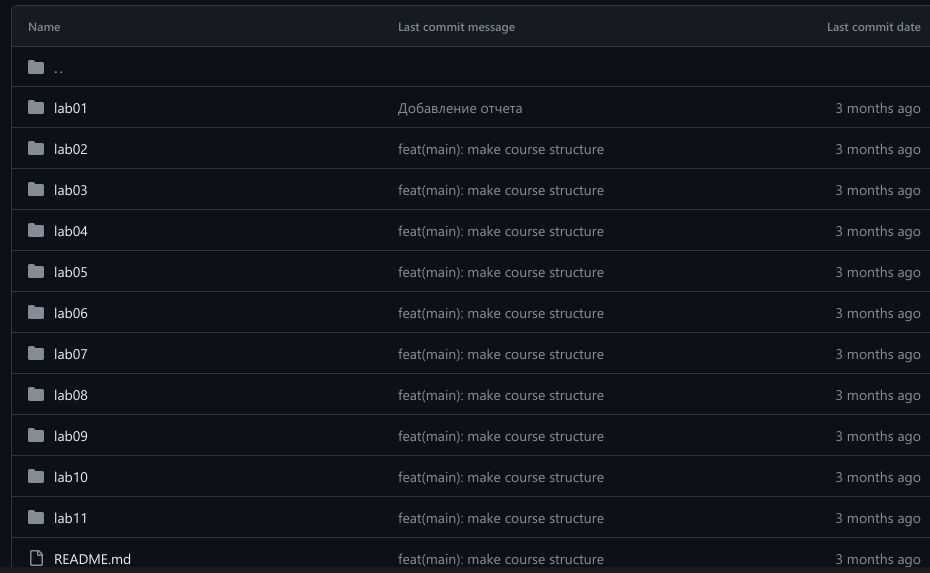 Name Last commit message Last commit date
..
lab01 Добавление отчета 3 months ago
lab02 feat(main): make course structure 3 months ago
lab03 feat(main): make course structure 3 months ago
lab04 feat(main): make course structure 3 months ago
lab05 feat(main): make course structure 3 months ago
lab06 feat(main): make course structure 3 months ago
lab07 feat(main): make course structure 3 months ago
lab08 feat(main): make course structure 3 months ago
lab09 feat(main): make course structure 3 months ago
lab10 feat(main): make course structure 3 months ago
lab11 feat(main): make course structure 3 months ago
README.md feat(main): make course structure 3 months ago